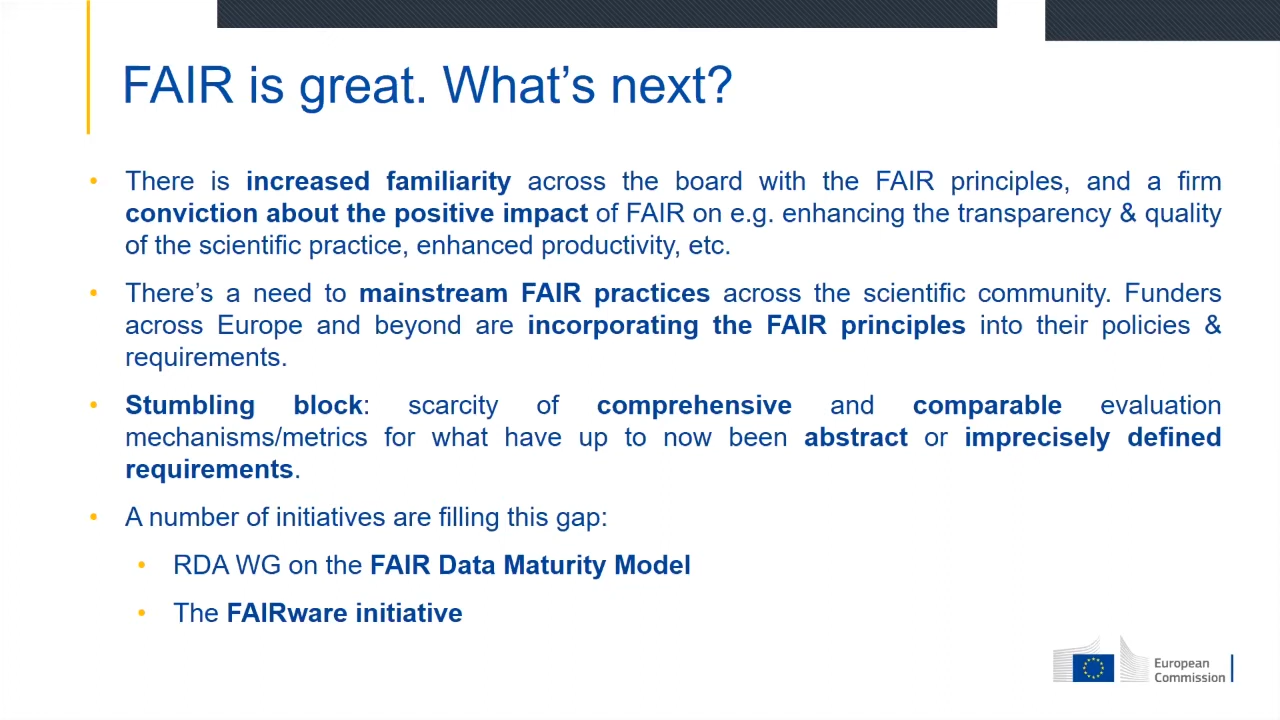 FAIR is great. What’s next?
• There is increased familiarity across the board with the FAIR principles, and a firm
conviction about the positive impact of FAIR on e.g. enhancing the transparency & quality
of the scientific practice, enhanced productivity, etc.
• There’s a need to mainstream FAIR practices across the scientific community. Funders
across Europe and beyond are incorporating the FAIR principles into their policies &
requirements.
• Stumbling block: scarcity of comprehensive and comparable evaluation
mechanisms/metrics for what have up to now been abstract or imprecisely defined
requirements.
• A number of initiatives are filling this gap:
• RDA WG on the FAIR Data Maturity Model
• The FAIRware initiative
European
Commission